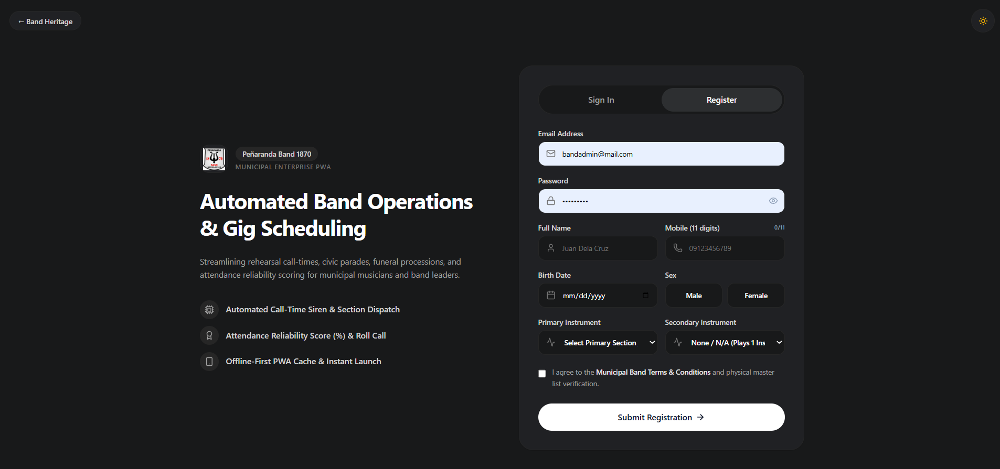 ← Band Heritage
PEÑARANDA
18 70
BAND
Peñaranda Band 1870
MUNICIPAL ENTERPRISE PWA
Automated Band Operations
& Gig Scheduling
Streamlining rehearsal call-times, civic parades, funeral processions, and
attendance reliability scoring for municipal musicians and band leaders.
Automated Call-Time Siren & Section Dispatch
Attendance Reliability Score (%) & Roll Call
Offline-First PWA Cache & Instant Launch
Sign In Register
Email Address
bandadmin@mail.com
Password
•••••••••
Full Name Mobile (11 digits) 0/11
Juan Dela Cruz 09123456789
Birth Date Sex
mm/dd/yyyy Male Female
Primary Instrument Secondary Instrument
Select Primary Section None / N/A (Plays 1 Ins
I agree to the Municipal Band Terms & Conditions and physical master
list verification.
Submit Registration →